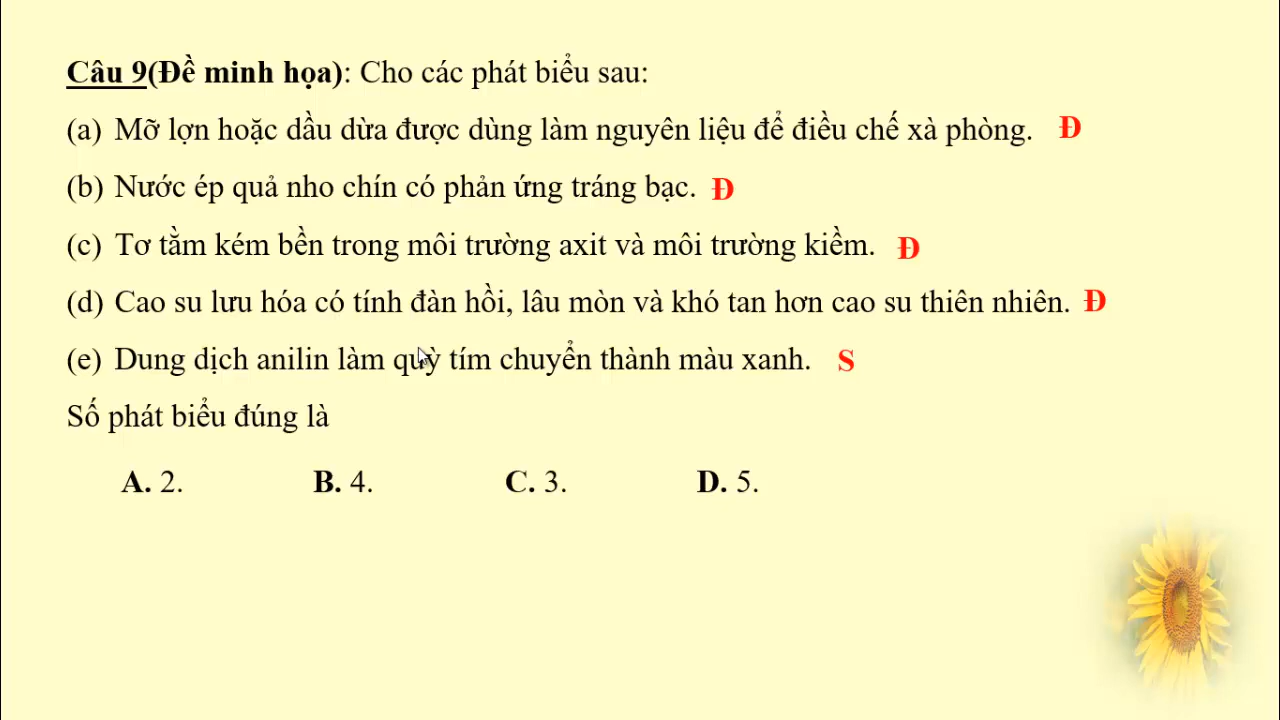 Câu 9(Đề minh họa): Cho các phát biểu sau:
(a) Mỡ lợn hoặc dầu dừa được dùng làm nguyên liệu để điều chế xà phòng. Đ
(b) Nước ép quả nho chín có phản ứng tráng bạc. Đ
(c) Tơ tằm kém bền trong môi trường axit và môi trường kiềm. Đ
(d) Cao su lưu hóa có tính đàn hồi, lâu mòn và khó tan hơn cao su thiên nhiên. Đ
(e) Dung dịch anilin làm quỳ tím chuyển thành màu xanh. S
Số phát biểu đúng là
A. 2. B. 4. C. 3. D. 5.